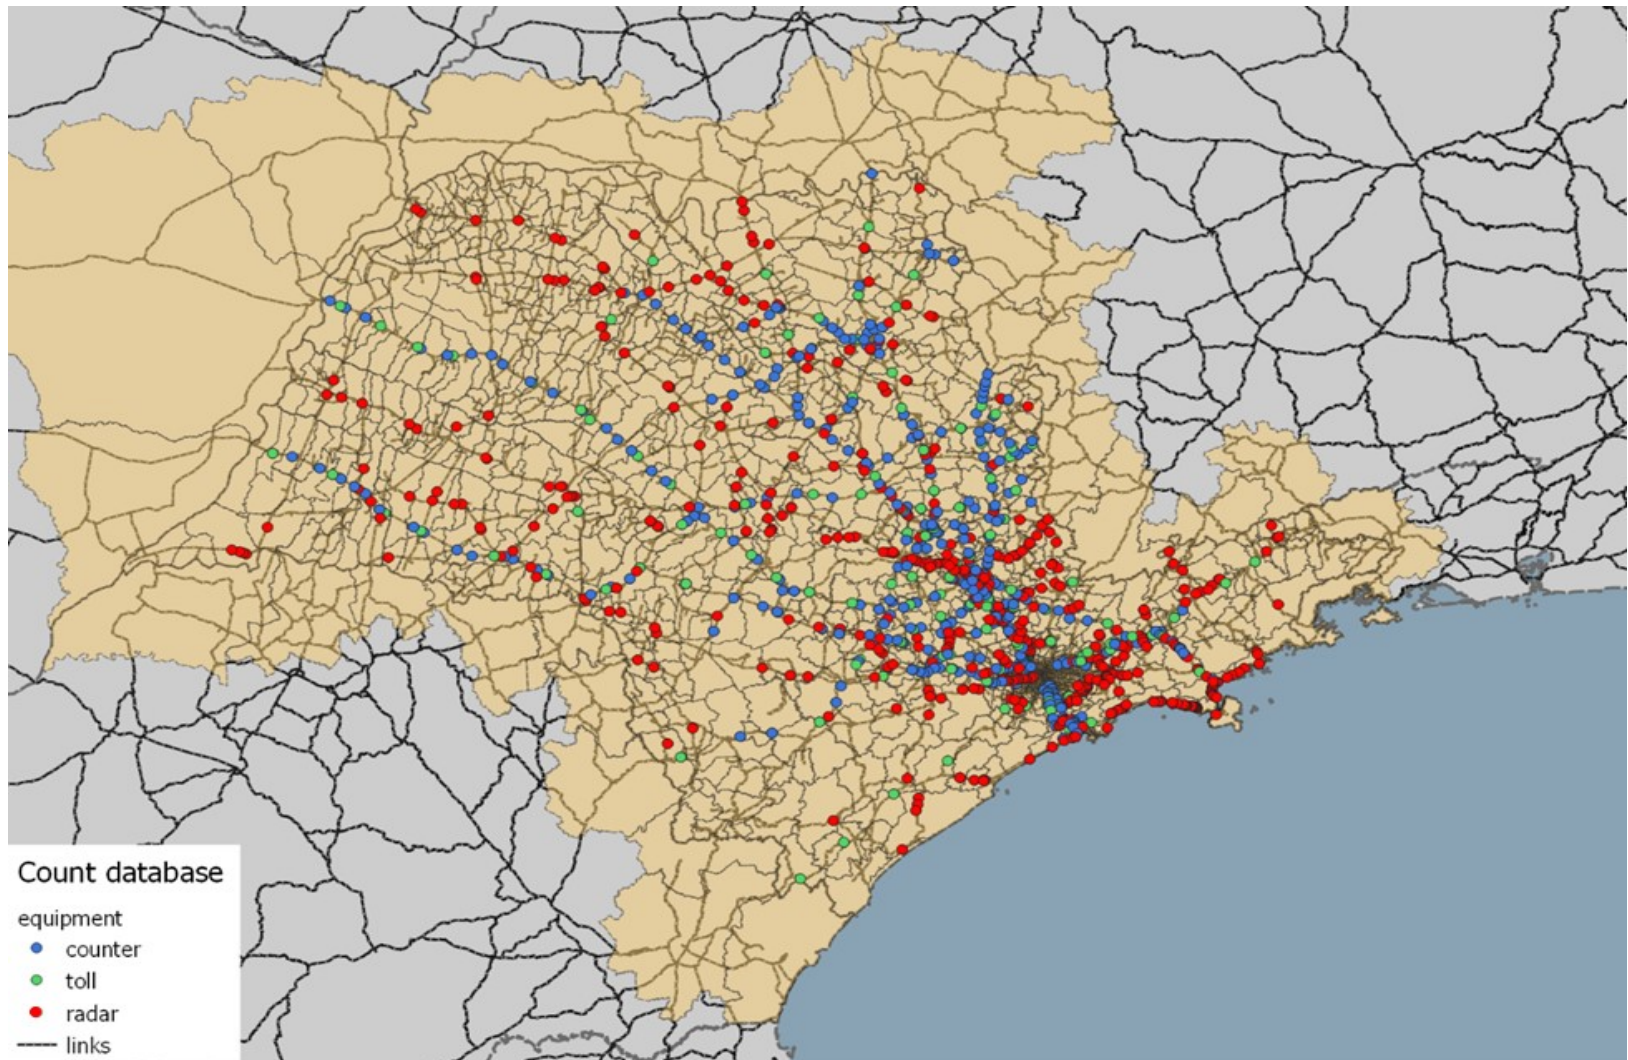 Count database
equipment
counter
toll
radar
links